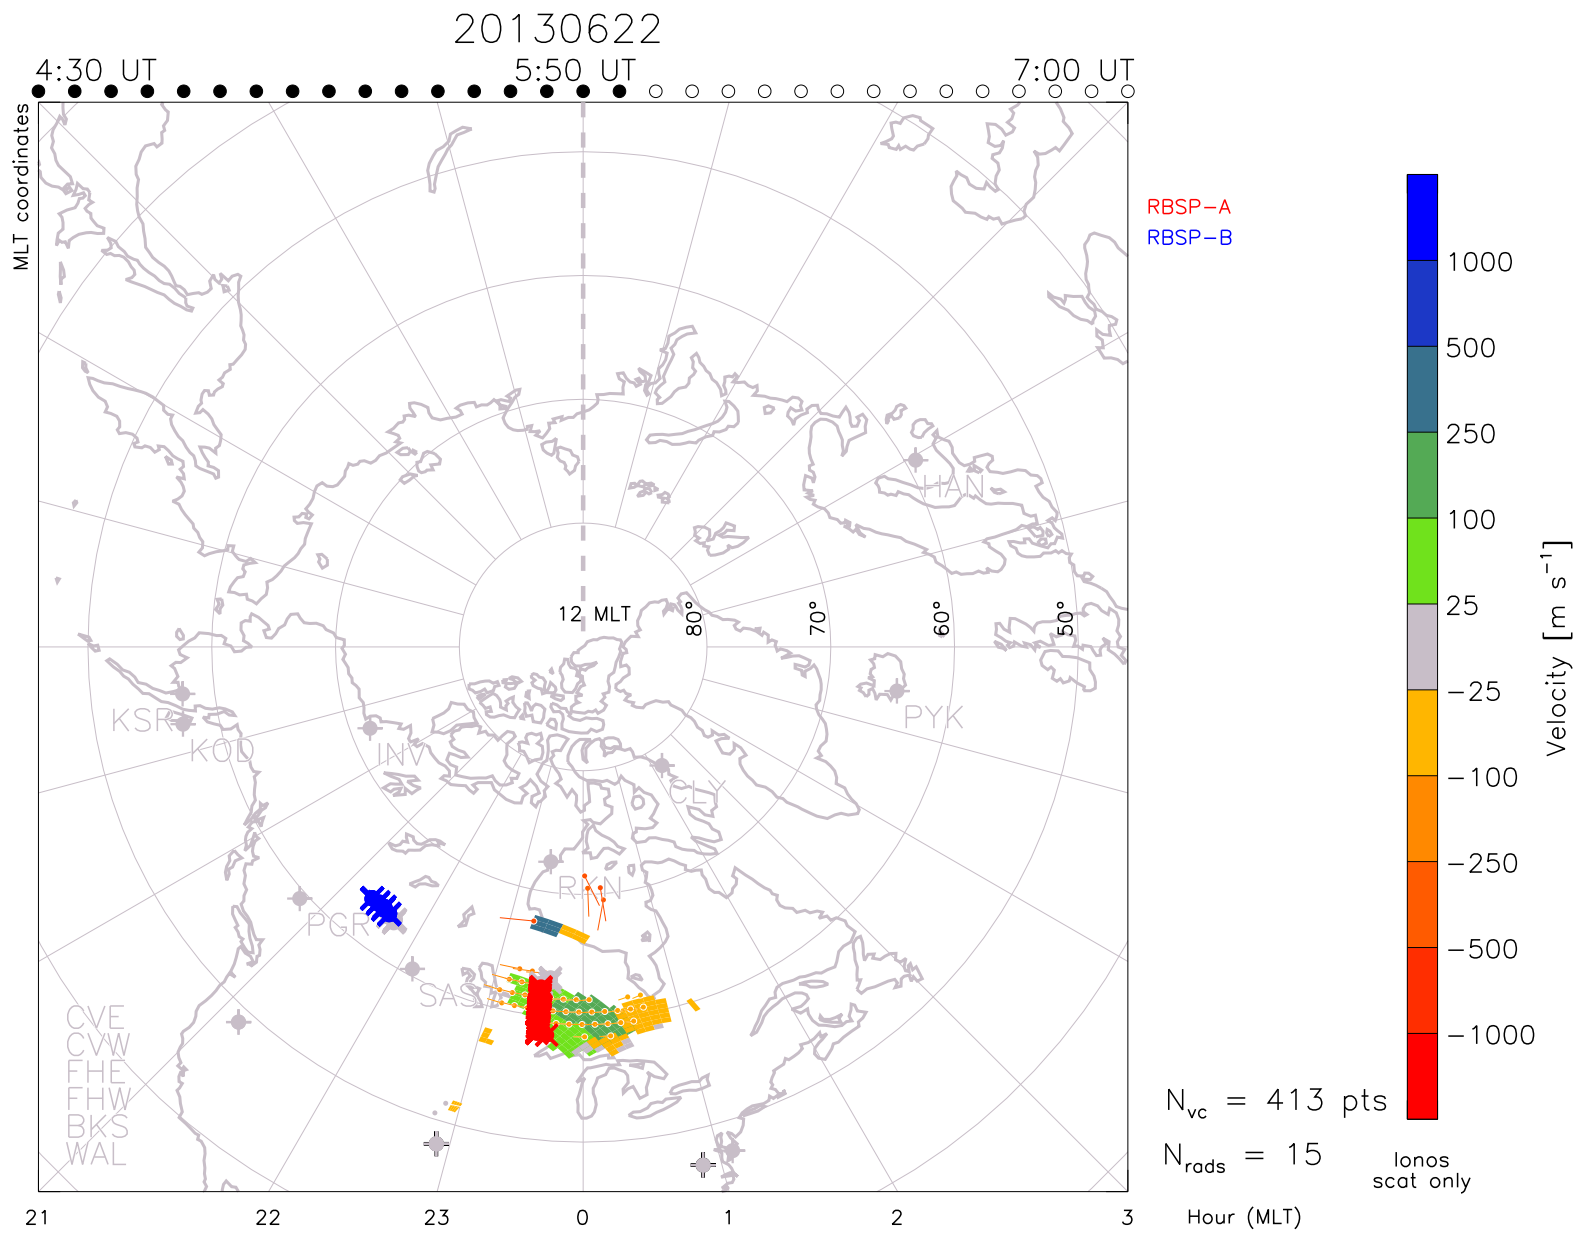 20130622
4:30 UT
5:50 UT
7:00 UT
MLT coordinates
RBSP-A
RBSP-B
1000
500
250
100
25
-25
-100
-250
-500
-1000
Velocity [m s⁻¹]
HAN
12 MLT
80°
70°
60°
50°
KSR
KOD
INV
PYK
CLY
RKN
PGR
SAS
CVE
CVW
FHE
FHW
BKS
WAL
Nvc = 413 pts
Nrads = 15
Ionos
scat only
21
22
23
0
1
2
3
Hour (MLT)